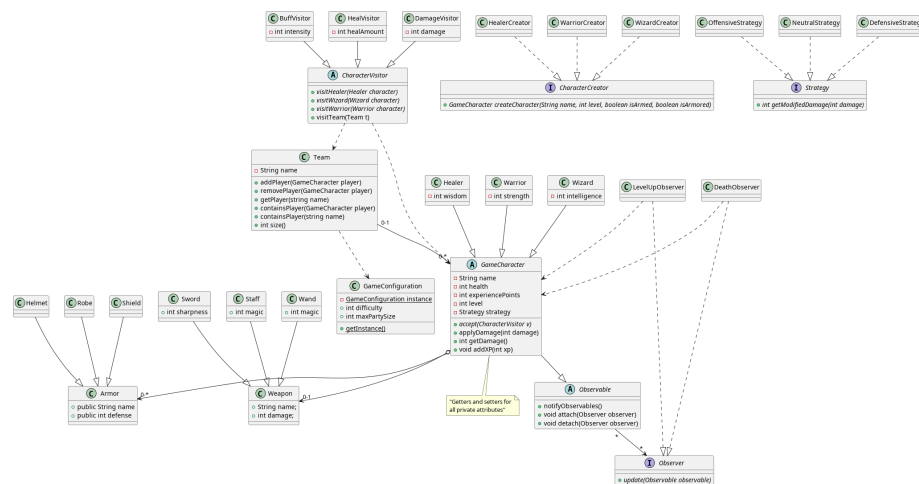 BuffVisitor
int intensity
HealVisitor
int healAmount
DamageVisitor
int damage
HealerCreator
WarriorCreator
WizardCreator
OffensiveStrategy
NeutralStrategy
DefensiveStrateg
CharacterVisitor
visitHealer(Healer character)
visitWizard(Wizard character)
visitWarrior(Warrior character)
visitTeam(Team t)
CharacterCreator
GameCharacter createCharacter(String name, int level, boolean isArmed, boolean isArmored)
Strategy
int getModifiedDamage(int damage)
Team
String name
addPlayer(GameCharacter player)
removePlayer(GameCharacter player)
getPlayer(string name)
containsPlayer(GameCharacter player)
containsPlayer(string name)
int size()
0-1
0-*
Healer
int wisdom
Warrior
int strength
Wizard
int intelligence
LevelUpObserver
DeathObserver
GameCharacter
String name
int health
int experiencePoints
int level
Strategy strategy
accept(CharacterVisitor v)
applyDamage(int damage)
int getDamage()
void addXP(int xp)
GameConfiguration
GameConfiguration instance
int difficulty
int maxPartySize
getInstance()
Helmet
Robe
Shield
Sword
int sharpness
Staff
int magic
Wand
int magic
Armor
public String name
public int defense
0-*
Weapon
String name;
int damage;
0-1
"Getters and setters for
all private attributes"
Observable
notifyObservables()
void attach(Observer observer)
void detach(Observer observer)
*
*
Observer
update(Observable observable)